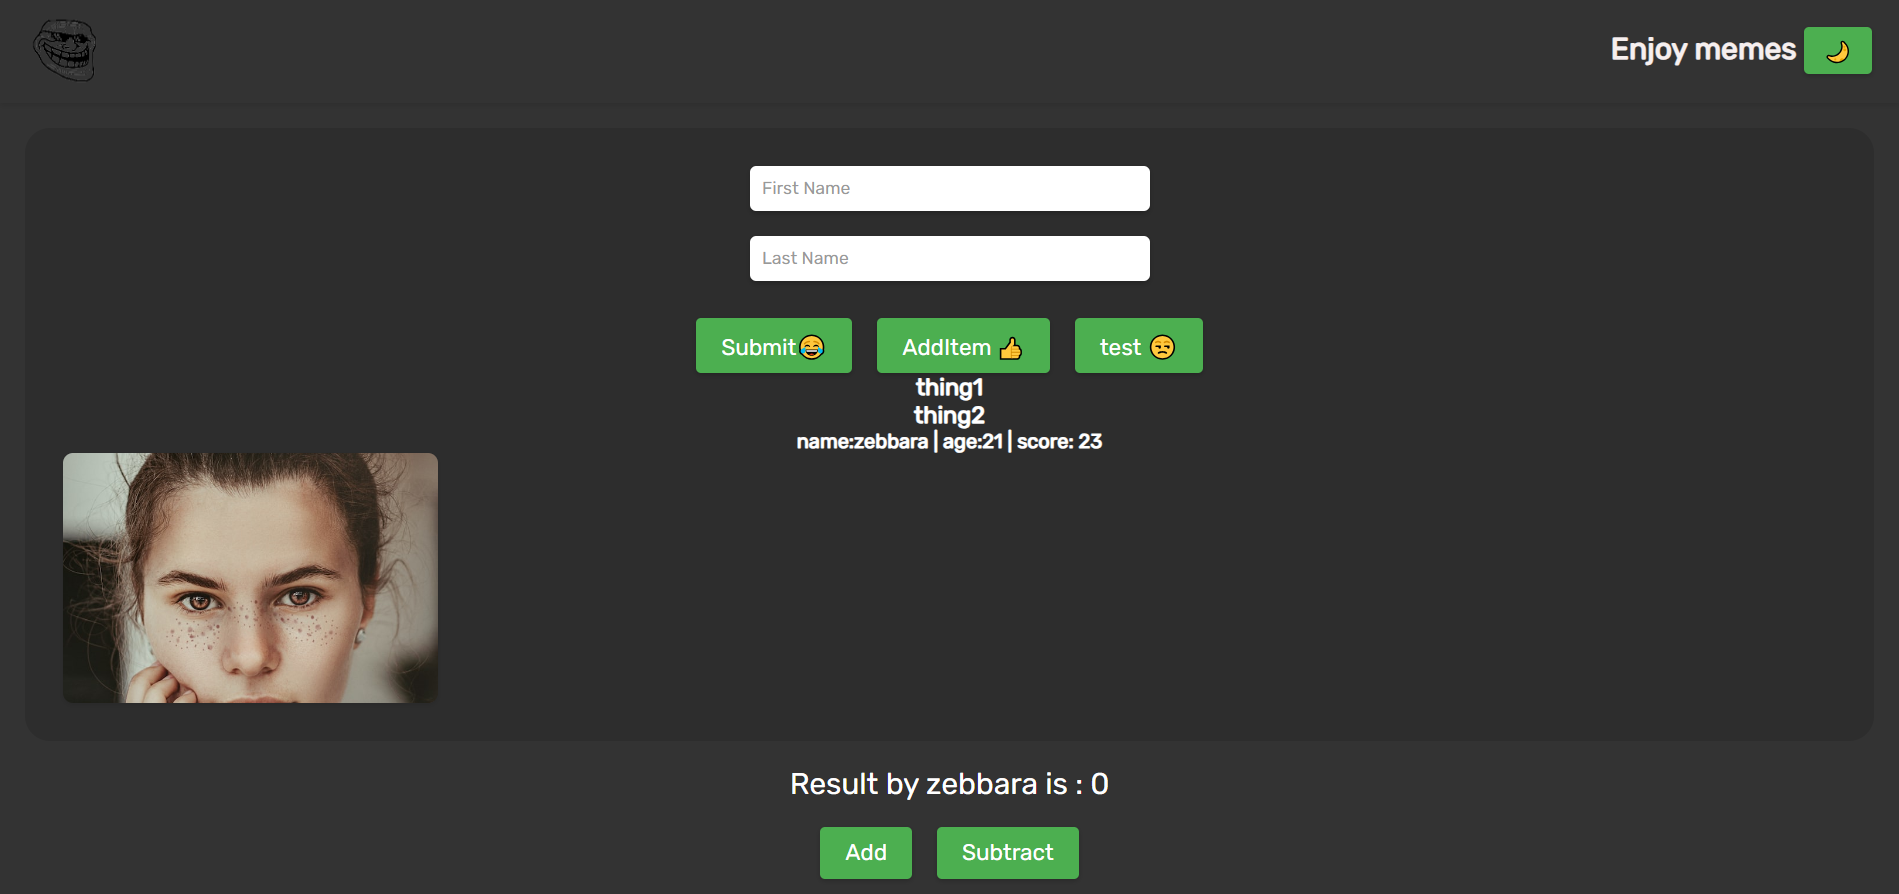 Enjoy memes 🌙
First Name
Last Name
Submit😂 AddItem 👍 test 😒
thing1
thing2
name:zebbara | age:21 | score: 23
Result by zebbara is : 0
Add Subtract